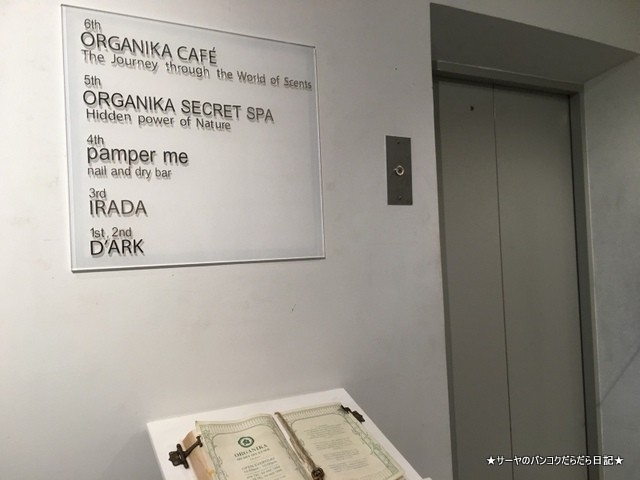 6th
ORGANIKA CAFÉ
The Journey through the World of Scents
5th
ORGANIKA SECRET SPA
Hidden power of Nature
4th
pamper me
nail and dry bar
3rd
IRADA
1st, 2nd
D'ARK
ORGANIKA
★サーヤのバンコクだらだら日記★